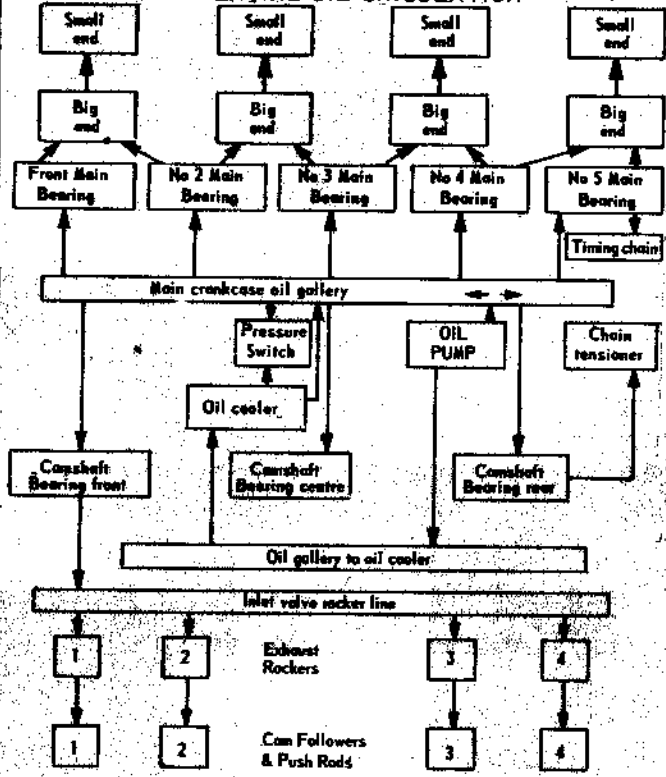 ENGINE OIL CIRCULATION
Small
end
Small
end
Small
end
Small
end
Big
end
Big
end
Big
end
Big
end
Front Main
Bearing
No 2 Main
Bearing
No 3 Main
Bearing
No 4 Main
Bearing
No 5 Main
Bearing
Timing chain
Main crankcase oil gallery
Pressure
Switch
OIL
PUMP
Chain
tensioner
Oil cooler
Camshaft
Bearing front
Camshaft
Bearing centre
Camshaft
Bearing rear
Oil gallery to oil cooler
Inlet valve rocker line
1
2
Exhaust
Rockers
3
4
1
2
Cam Followers
& Push Rods
3
4